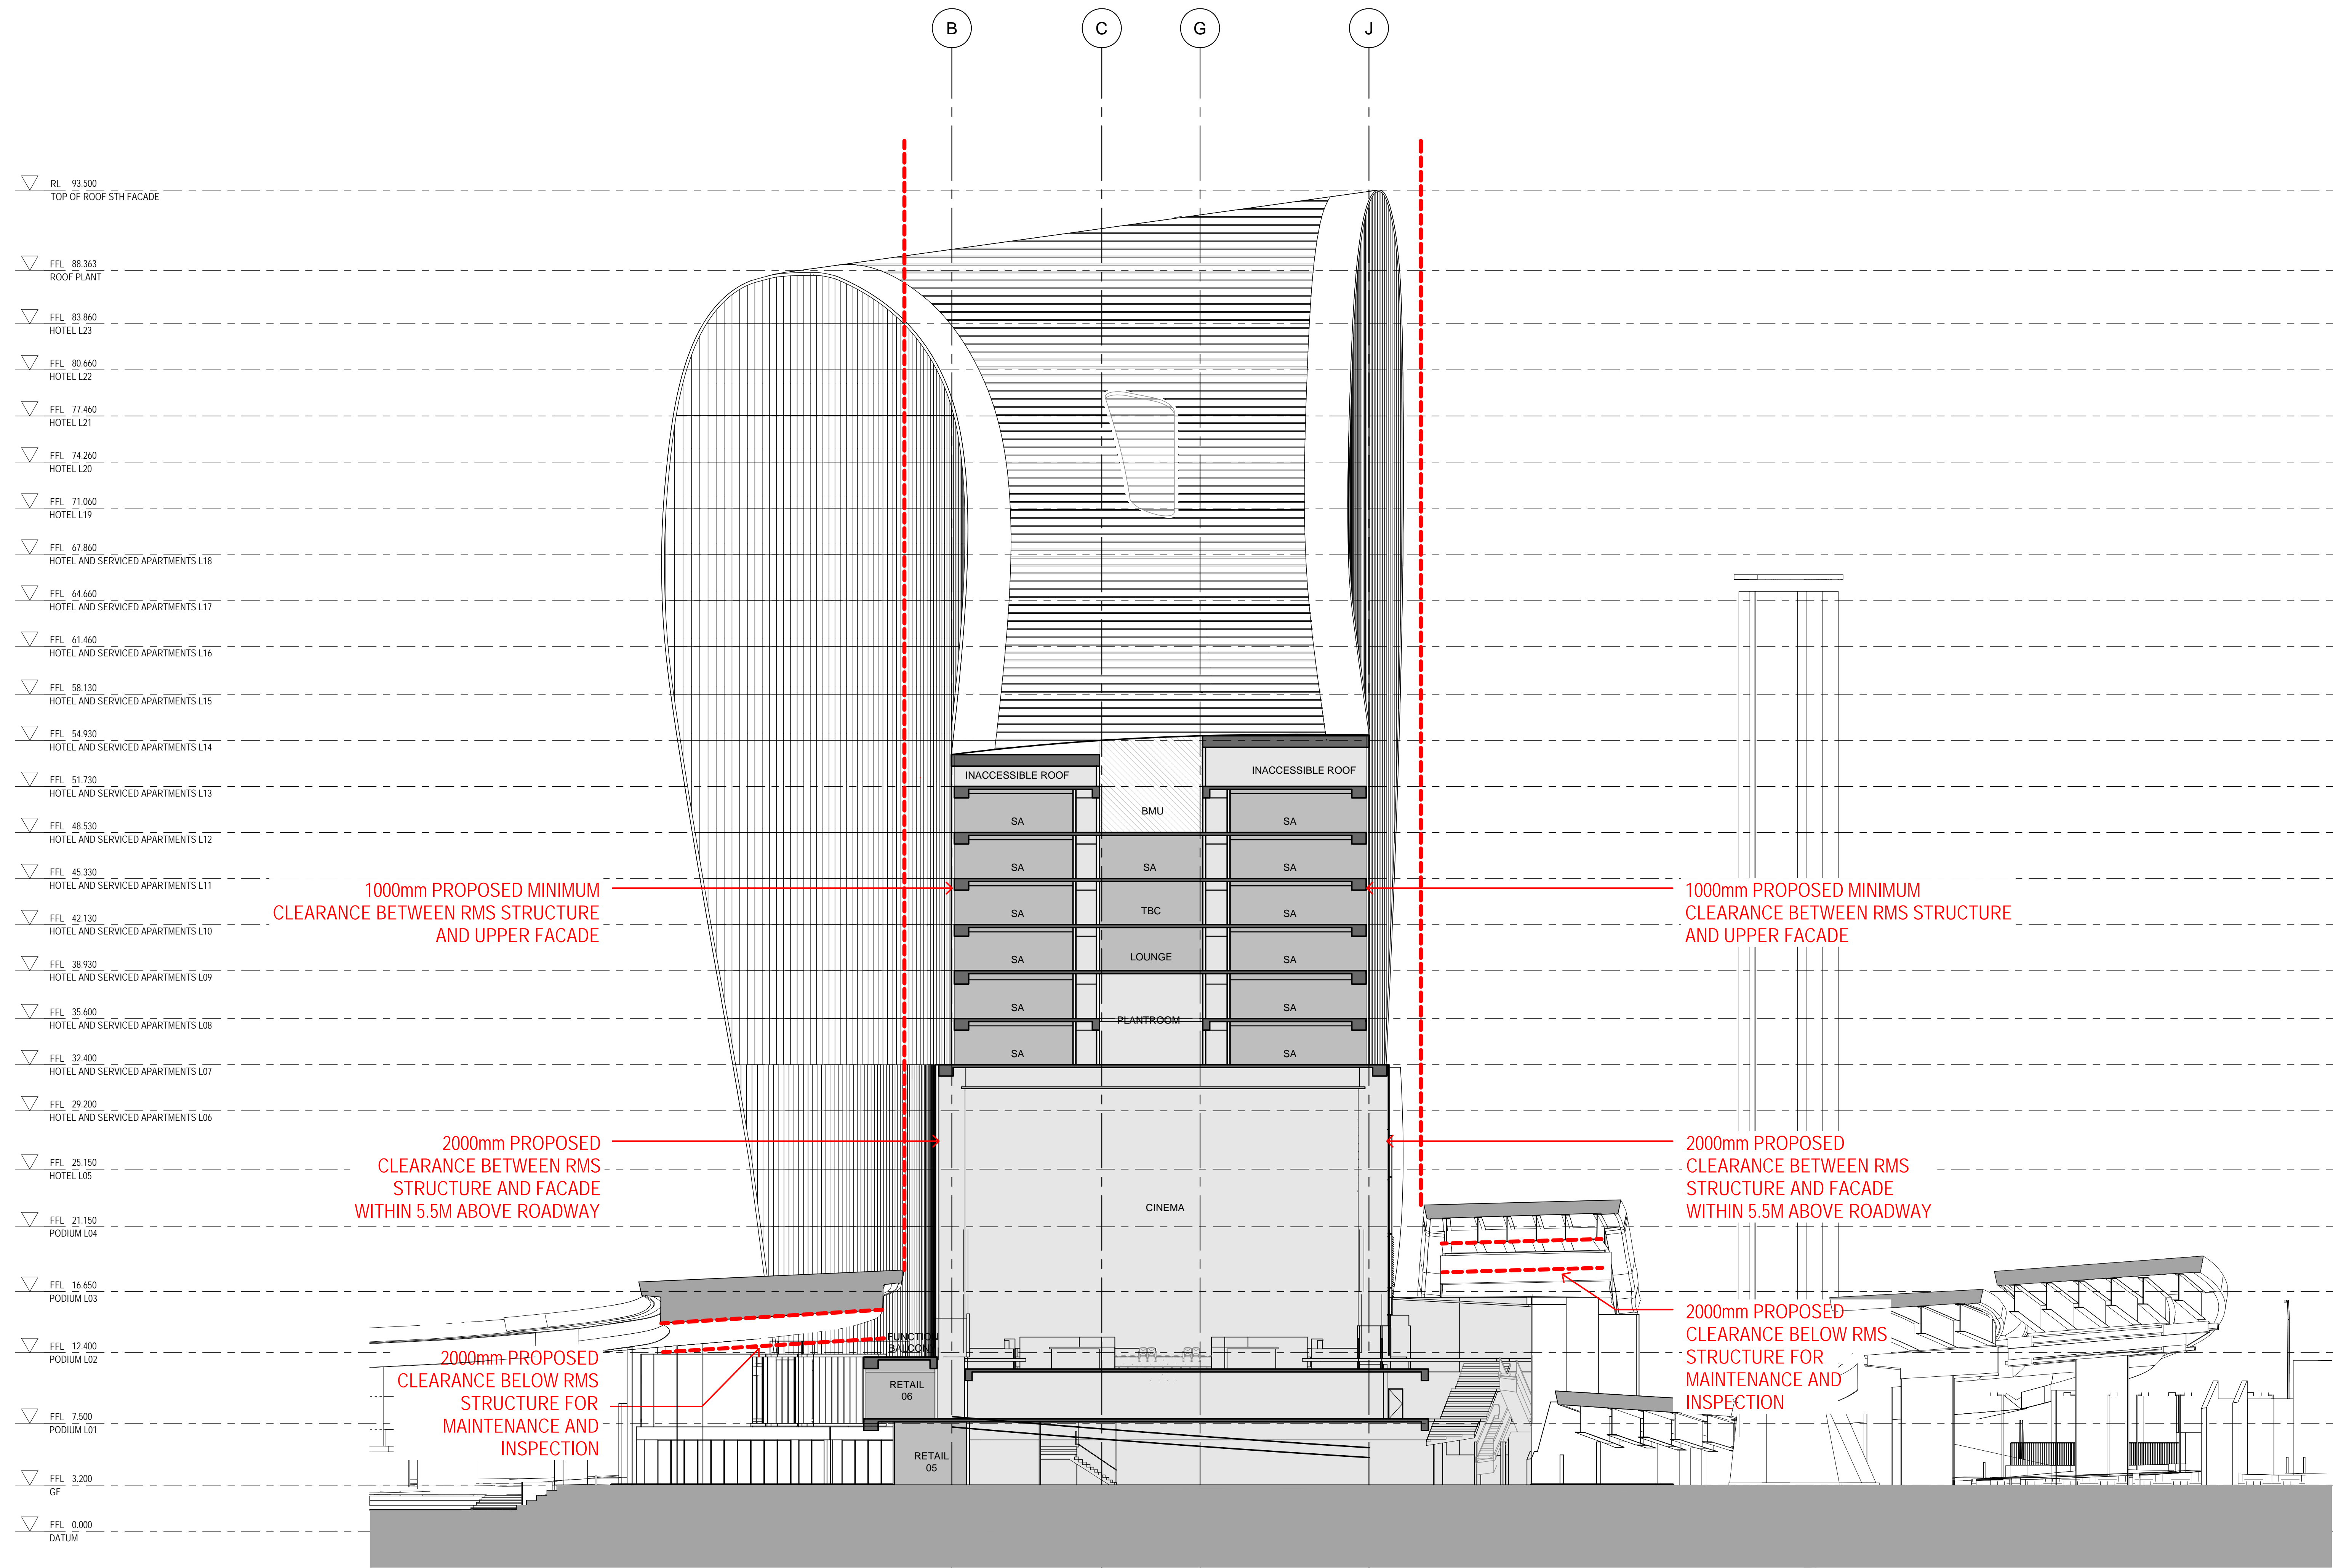 B
C
G
J
RL 93.500
TOP OF ROOF STH FACADE
FFL 88.363
ROOF PLANT
FFL 83.860
HOTEL L23
FFL 80.660
HOTEL L22
FFL 77.460
HOTEL L21
FFL 74.260
HOTEL L20
FFL 71.060
HOTEL L19
FFL 67.860
HOTEL AND SERVICED APARTMENTS L18
FFL 64.660
HOTEL AND SERVICED APARTMENTS L17
FFL 61.460
HOTEL AND SERVICED APARTMENTS L16
FFL 58.130
HOTEL AND SERVICED APARTMENTS L15
FFL 54.930
HOTEL AND SERVICED APARTMENTS L14
FFL 51.730
HOTEL AND SERVICED APARTMENTS L13
FFL 48.530
HOTEL AND SERVICED APARTMENTS L12
FFL 45.330
HOTEL AND SERVICED APARTMENTS L11
FFL 42.130
HOTEL AND SERVICED APARTMENTS L10
FFL 38.930
HOTEL AND SERVICED APARTMENTS L09
FFL 35.600
HOTEL AND SERVICED APARTMENTS L08
FFL 32.400
HOTEL AND SERVICED APARTMENTS L07
FFL 29.200
HOTEL AND SERVICED APARTMENTS L06
FFL 25.150
HOTEL L05
FFL 21.150
PODIUM L04
FFL 16.650
PODIUM L03
FFL 12.400
PODIUM L02
FFL 7.500
PODIUM L01
FFL 3.200
GF
FFL 0.000
DATUM
1000mm PROPOSED MINIMUM
CLEARANCE BETWEEN RMS STRUCTURE
AND UPPER FACADE
2000mm PROPOSED
CLEARANCE BETWEEN RMS
STRUCTURE AND FACADE
WITHIN 5.5M ABOVE ROADWAY
2000mm PROPOSED
CLEARANCE BELOW RMS
STRUCTURE FOR
MAINTENANCE AND
INSPECTION
INACCESSIBLE ROOF
INACCESSIBLE ROOF
SA
BMU
SA
SA
SA
SA
SA
TBC
SA
SA
LOUNGE
SA
SA
PLANTROOM
SA
SA
SA
CINEMA
FUNCTION
BALCON
RETAIL
06
RETAIL
05
1000mm PROPOSED MINIMUM
CLEARANCE BETWEEN RMS STRUCTURE
AND UPPER FACADE
2000mm PROPOSED
CLEARANCE BETWEEN RMS
STRUCTURE AND FACADE
WITHIN 5.5M ABOVE ROADWAY
2000mm PROPOSED
CLEARANCE BELOW RMS
STRUCTURE FOR
MAINTENANCE AND
INSPECTION